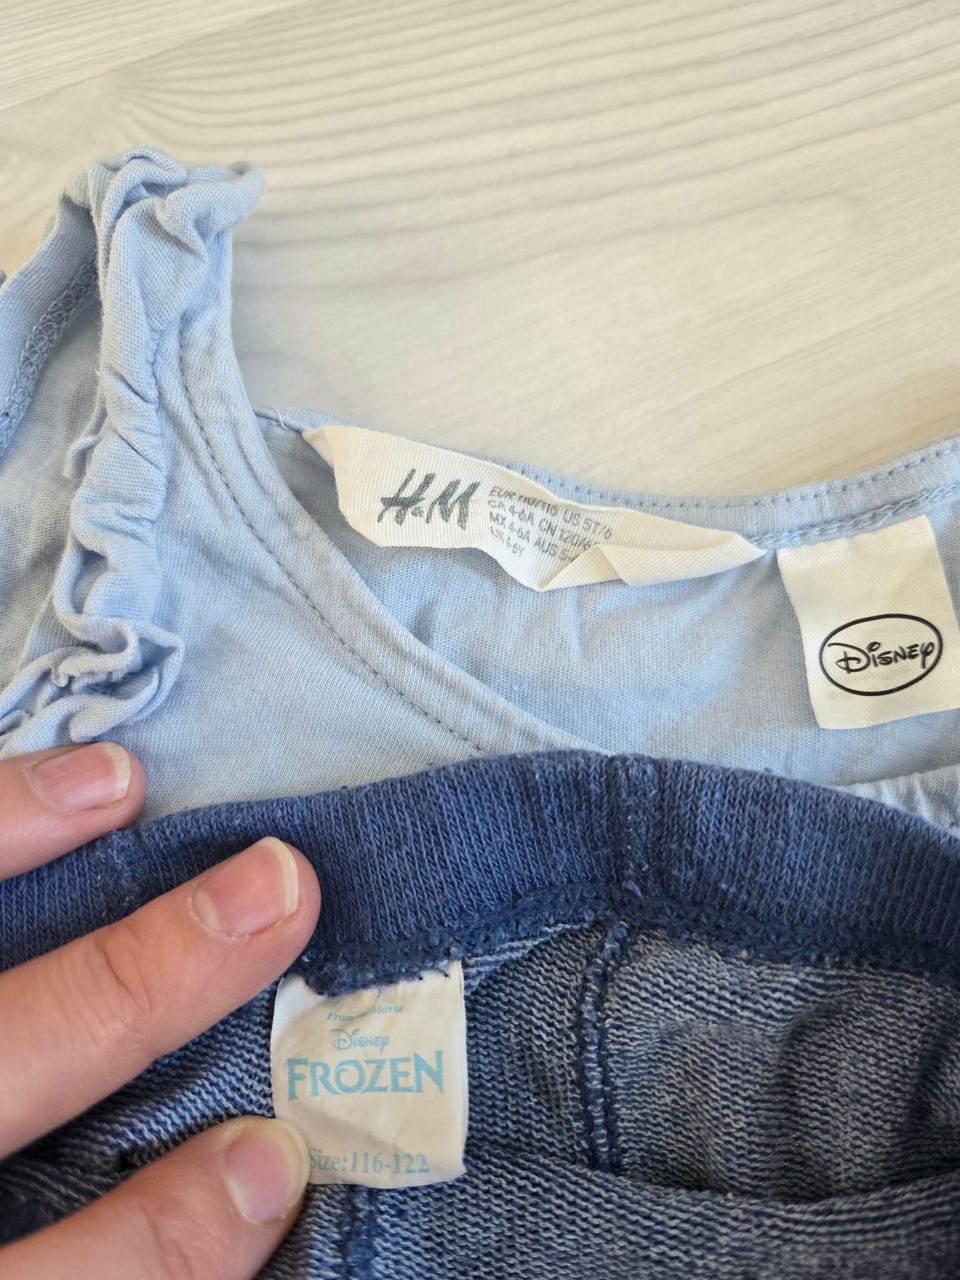 H&M
EUR 110/116 US 5T/6
CA 4-6A CN 120/6
MX 4-6A AUS 5-
UK 4-6Y
Disney
From the Movie
Disney
FROZEN
Size:116-122